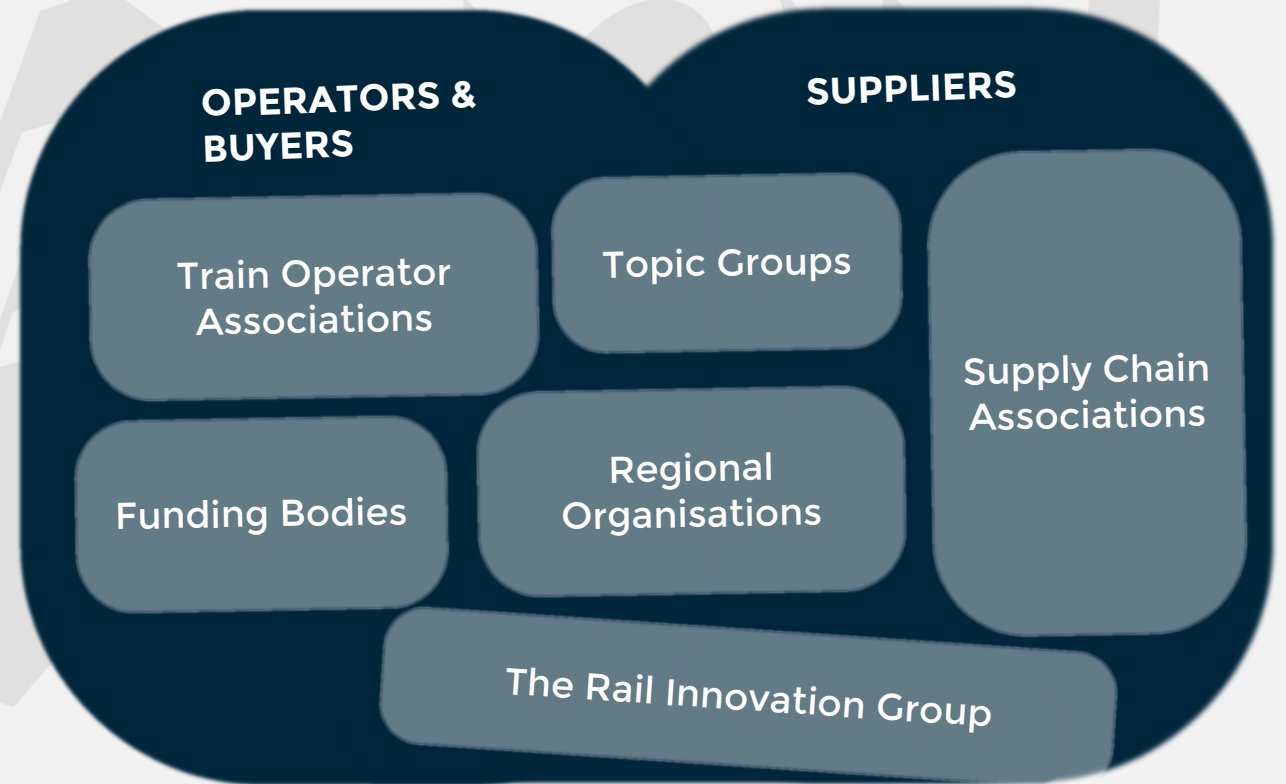 OPERATORS &
BUYERS
SUPPLIERS
Train Operator
Associations
Topic Groups
Supply Chain
Associations
Funding Bodies
Regional
Organisations
The Rail Innovation Group